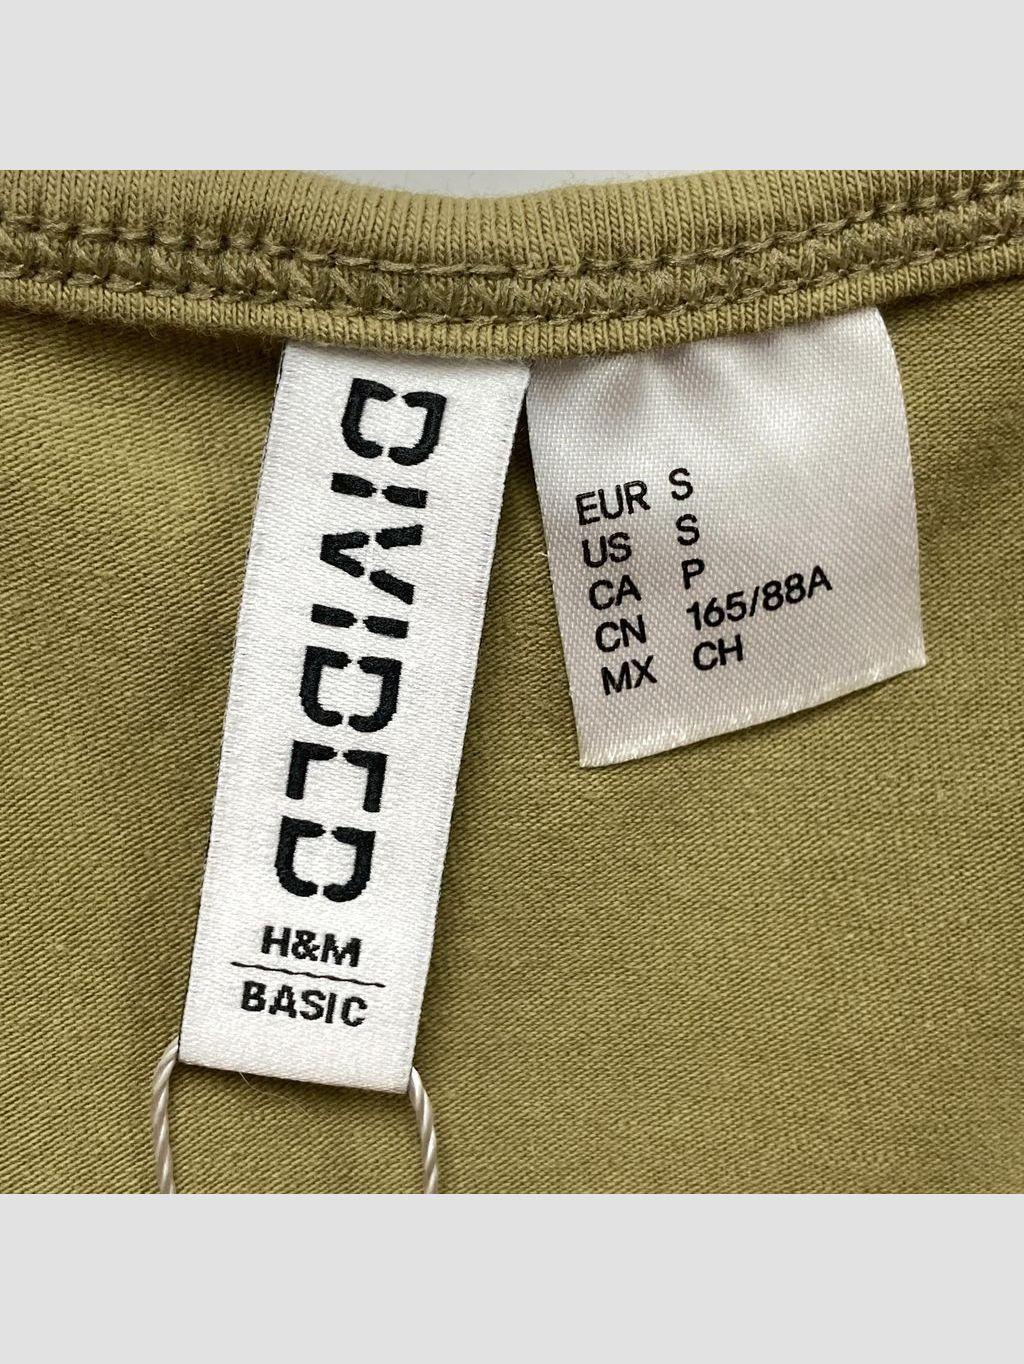 DIVIDED
H&M
BASIC
EUR S
US S
CA P
CN 165/88A
MX CH